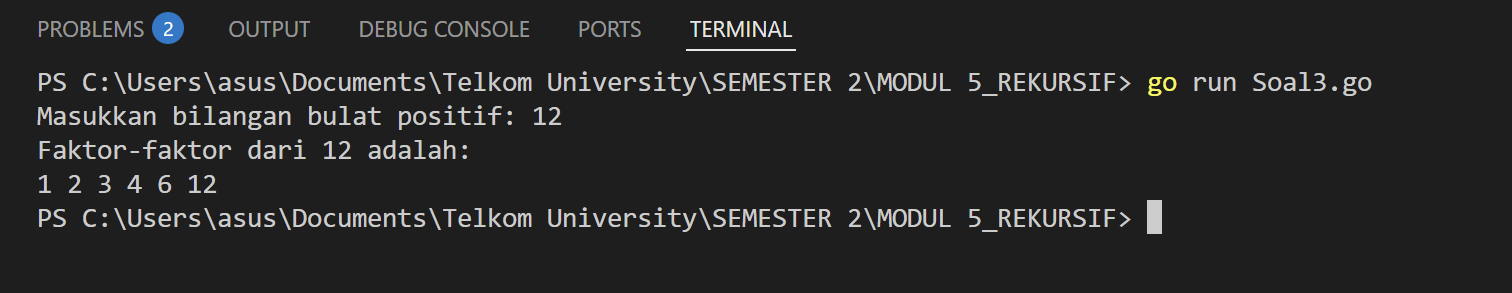 PROBLEMS 2 OUTPUT DEBUG CONSOLE PORTS TERMINAL
PS C:\Users\asus\Documents\Telkom University\SEMESTER 2\MODUL 5_REKURSIF> go run Soal3.go
Masukkan bilangan bulat positif: 12
Faktor-faktor dari 12 adalah:
1 2 3 4 6 12
PS C:\Users\asus\Documents\Telkom University\SEMESTER 2\MODUL 5_REKURSIF>